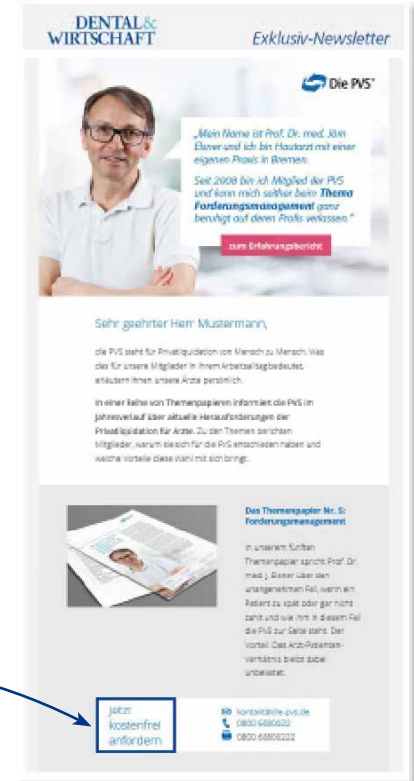 DENTAL&
WIRTSCHAFT
Exklusiv-Newsletter
Die PVS
„Mein Name ist Prof. Dr. med. Jörn
Elsner und ich bin Hautarzt mit einer
eigenen Praxis in Bremen.
Seit 2008 bin ich Mitglied der PVS
und kann mich seither beim Thema
Forderungsmanagement ganz
beruhigt auf deren Profis verlassen."
zum Erfahrungsbericht
Sehr geehrter Herr Mustermann,
die PVS steht für Privatliquidation von Mensch zu Mensch. Was
das für unsere Mitglieder in ihrem Arbeitsalltag bedeutet,
erläutern Ihnen unsere Ärzte persönlich.
In einer Reihe von Themenpapieren informiert die PVS im
Jahresverlauf über aktuelle Herausforderungen der
Privatliquidation für Ärzte. Zu den Themen berichten
Mitglieder, warum sie sich für die PVS entschieden haben und
welche Vorteile diese Wahl mit sich bringt.
Das Themenpapier Nr. 5:
Forderungsmanagement
In unserem fünften
Themenpapier spricht Prof. Dr.
med. J. Elsner über den
unangenehmen Fall, wenn ein
Patient zu spät oder gar nicht
zahlt und wie ihm in diesem Fall
die PVS zur Seite steht. Der
Vorteil: Das Arzt-Patienten-
Verhältnis bleibt dabei
unbelastet.
Jetzt
kostenfrei
anfordern
kontakt@die-pvs.de
0800